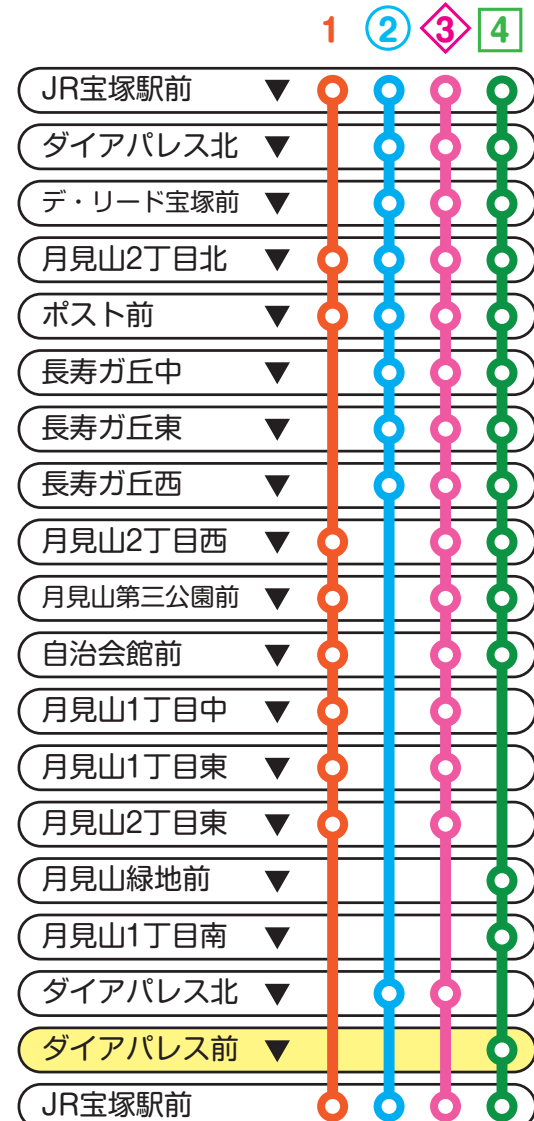 1 2 3 4
JR宝塚駅前 ▼
ダイアパレス北 ▼
デ・リード宝塚前 ▼
月見山2丁目北 ▼
ポスト前 ▼
長寿ガ丘中 ▼
長寿ガ丘東 ▼
長寿ガ丘西 ▼
月見山2丁目西 ▼
月見山第三公園前 ▼
自治会館前 ▼
月見山1丁目中 ▼
月見山1丁目東 ▼
月見山2丁目東 ▼
月見山緑地前 ▼
月見山1丁目南 ▼
ダイアパレス北 ▼
ダイアパレス前 ▼
JR宝塚駅前